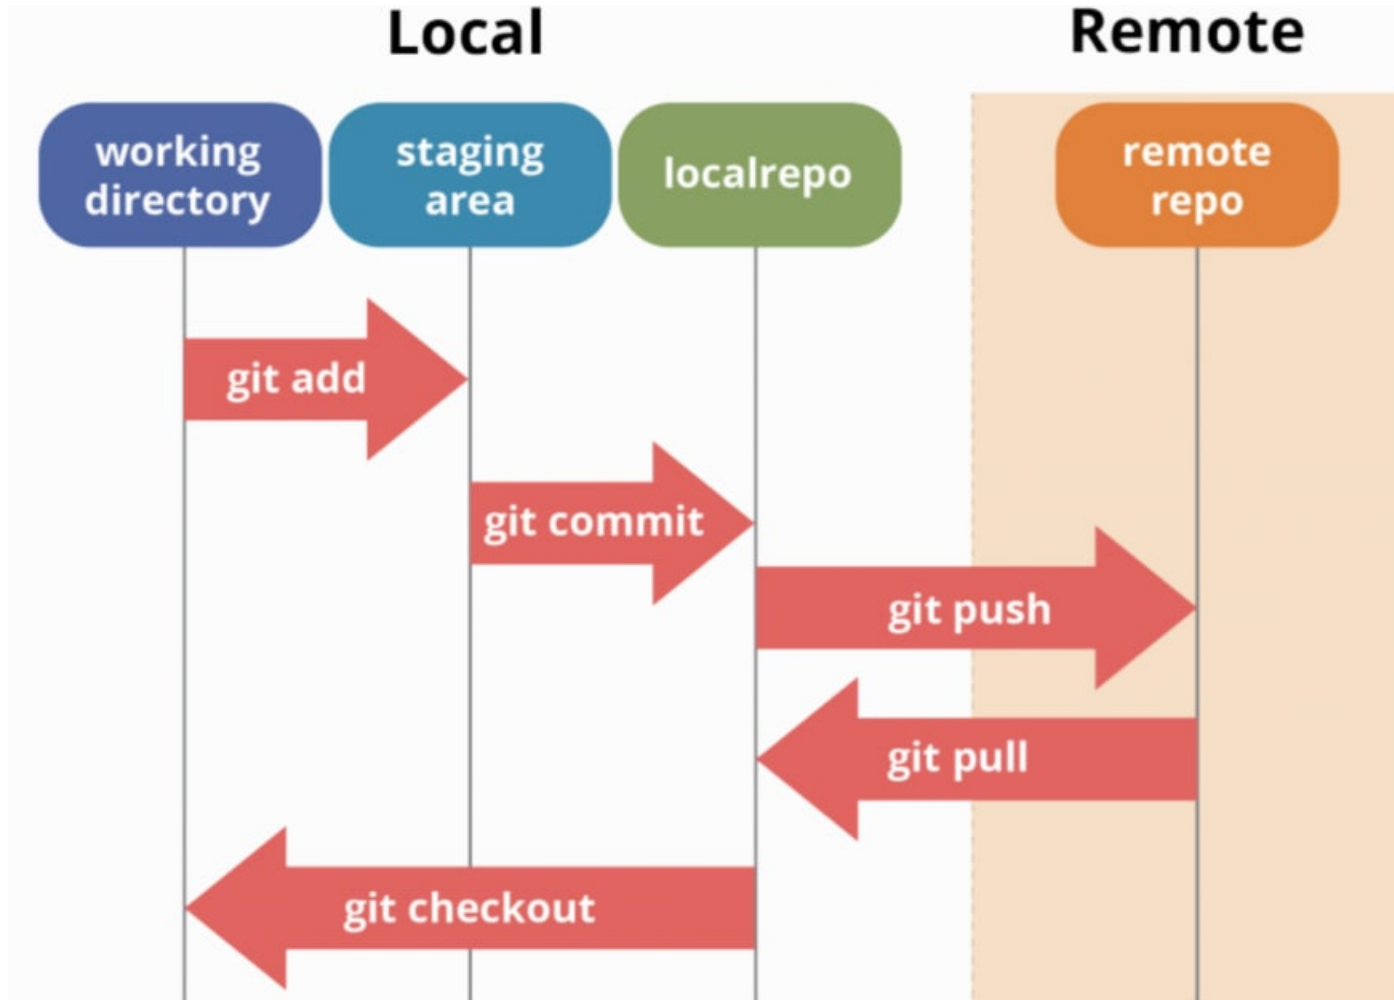 Local
Remote
working
directory
staging
area
localrepo
remote
repo
git add
git commit
git push
git pull
git checkout